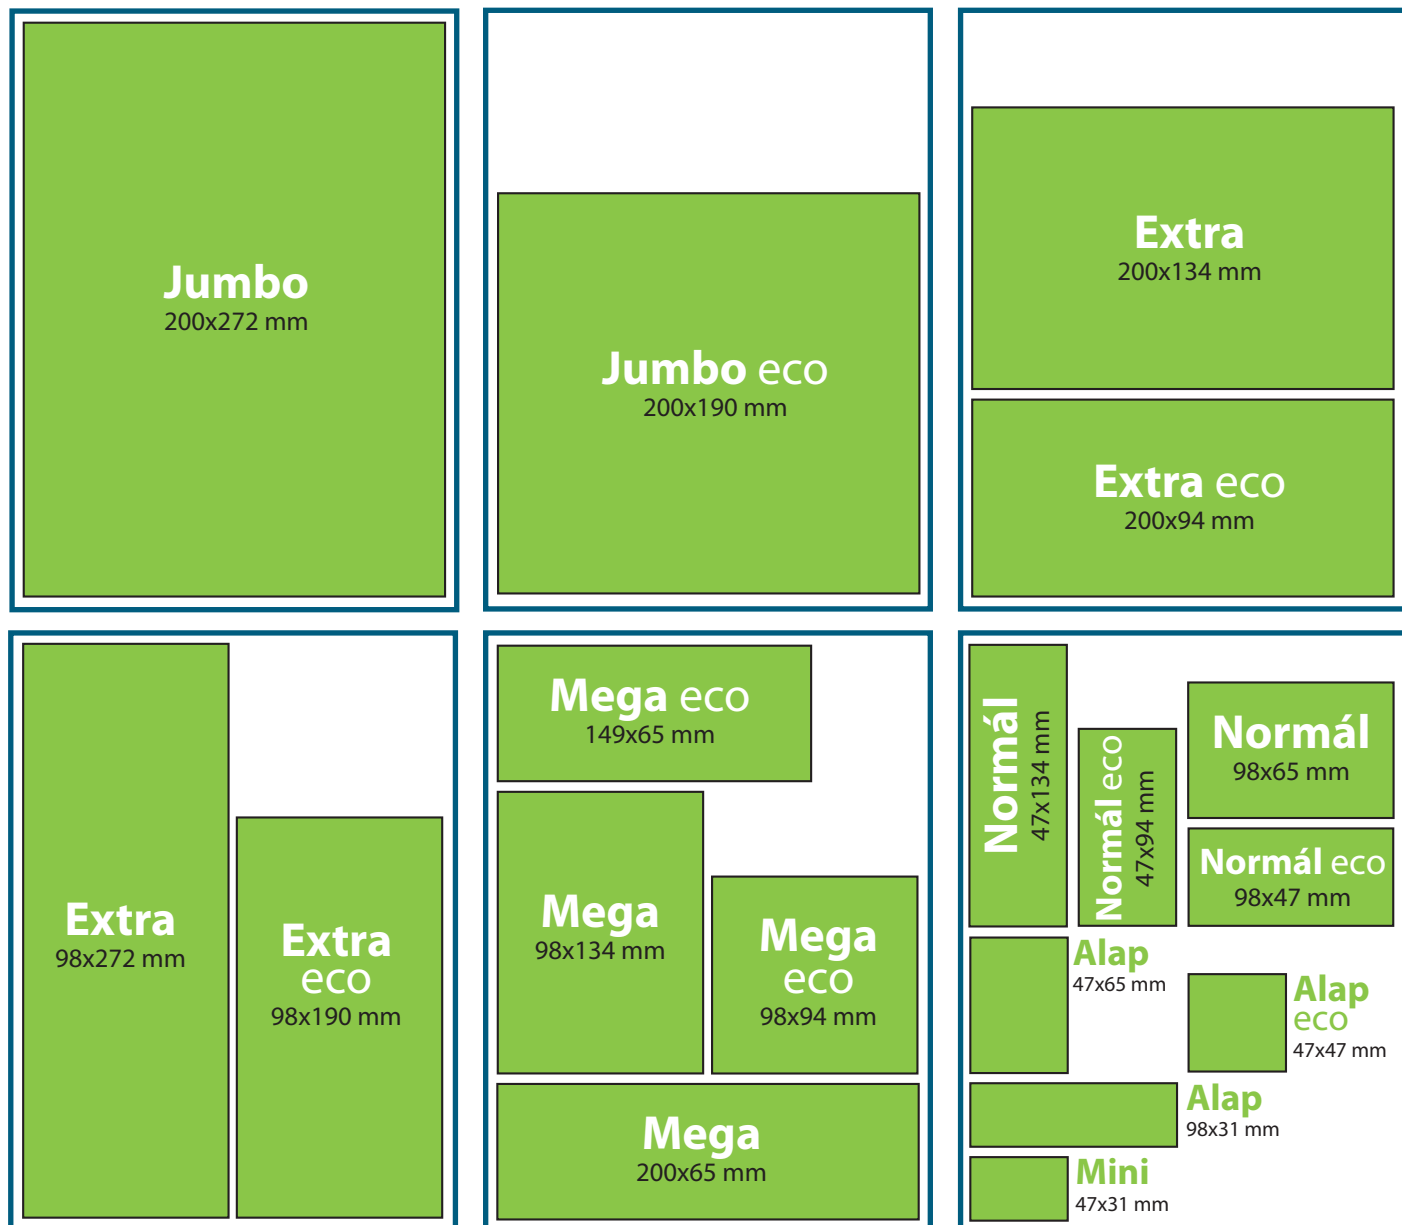 Jumbo
200x272 mm
Jumbo eco
200x190 mm
Extra
200x134 mm
Extra eco
200x94 mm
Extra
98x272 mm
Extra
eco
98x190 mm
Mega eco
149x65 mm
Mega
98x134 mm
Mega
eco
98x94 mm
Mega
200x65 mm
Normál
47x134 mm
Normál eco
47x94 mm
Normál
98x65 mm
Normál eco
98x47 mm
Alap
47x65 mm
Alap
eco
47x47 mm
Alap
98x31 mm
Mini
47x31 mm